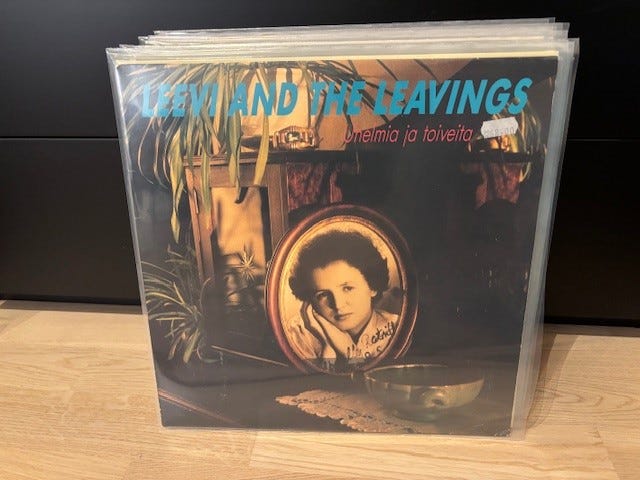 LEEVI AND THE LEAVINGS
Unelmia ja toiveita